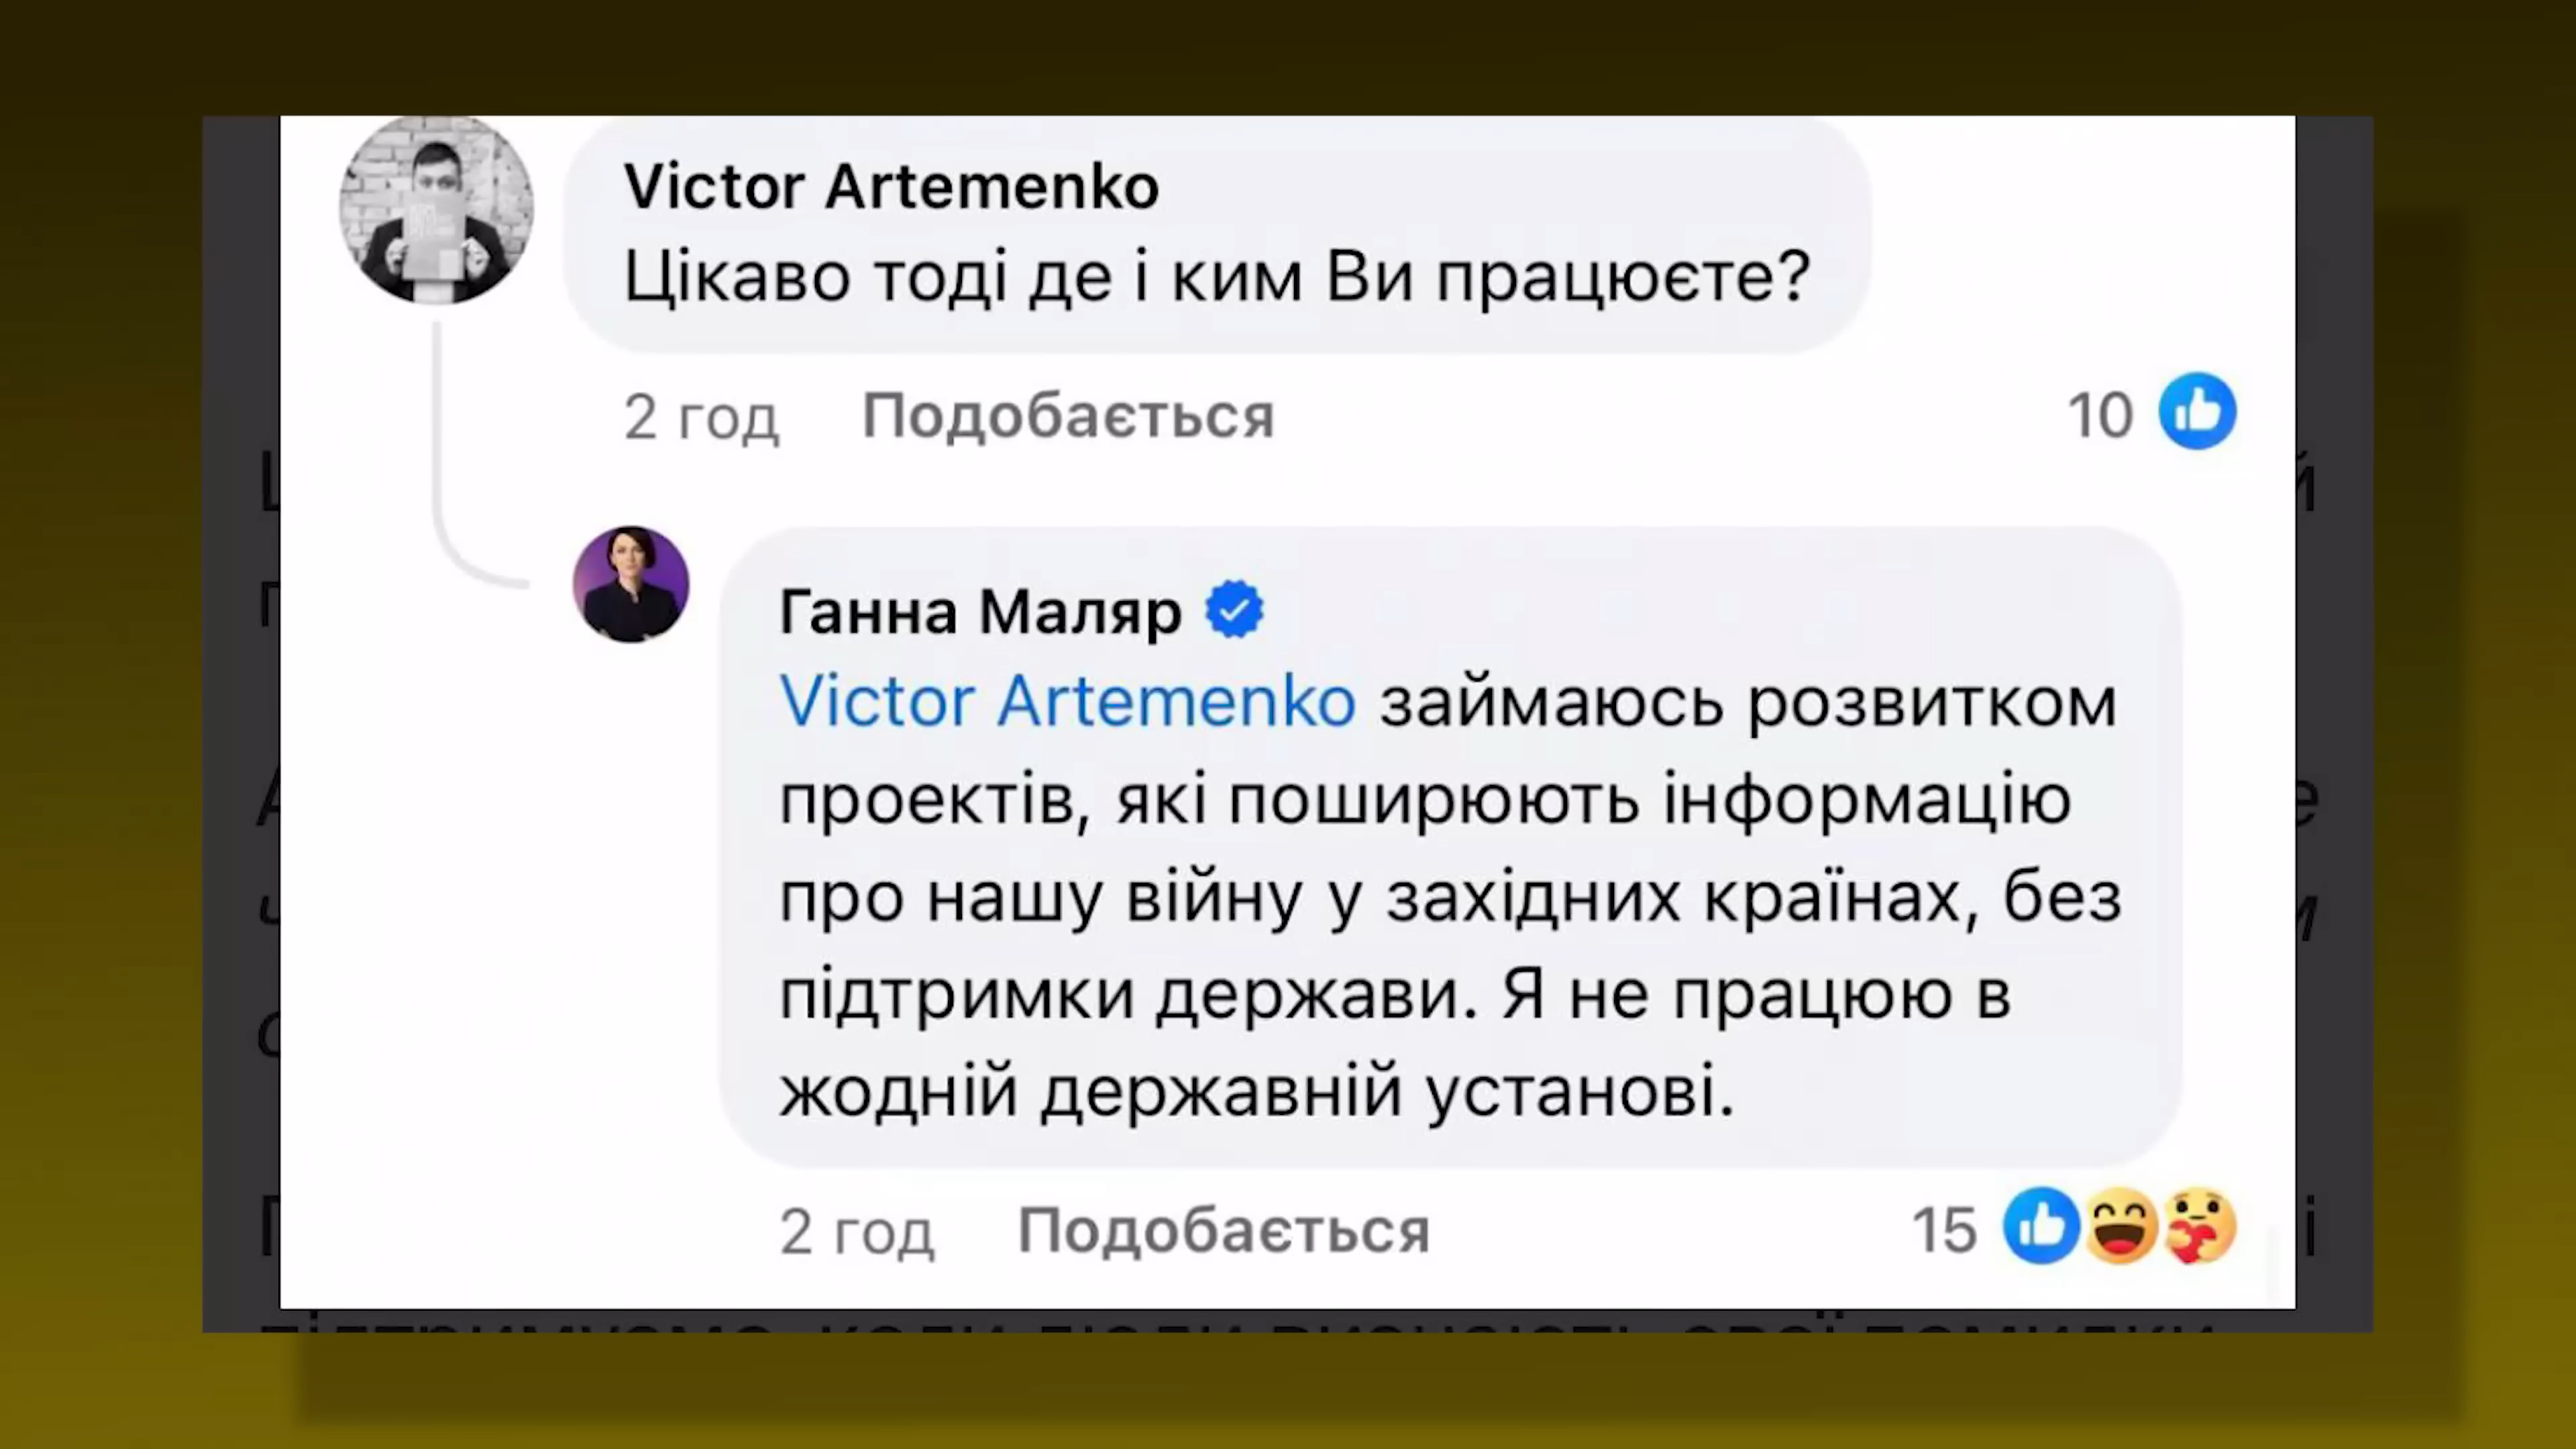 Victor Artemenko
Цікаво тоді де і ким Ви працюєте?
2 год Подобається 10
Ганна Маляр
Victor Artemenko займаюсь розвитком
проектів, які поширюють інформацію
про нашу війну у західних країнах, без
підтримки держави. Я не працюю в
жодній державній установі.
2 год Подобається 15